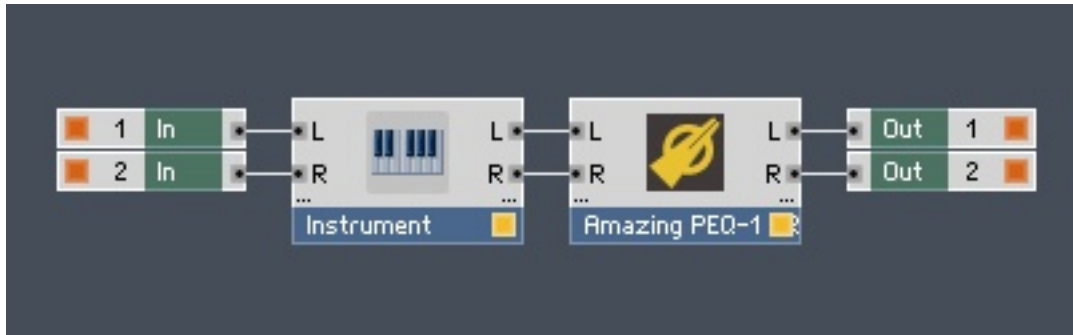 1 In
2 In
L L
R R
... ...
Instrument
L L
R R
... ...
Amazing PEQ-1
Out 1
Out 2